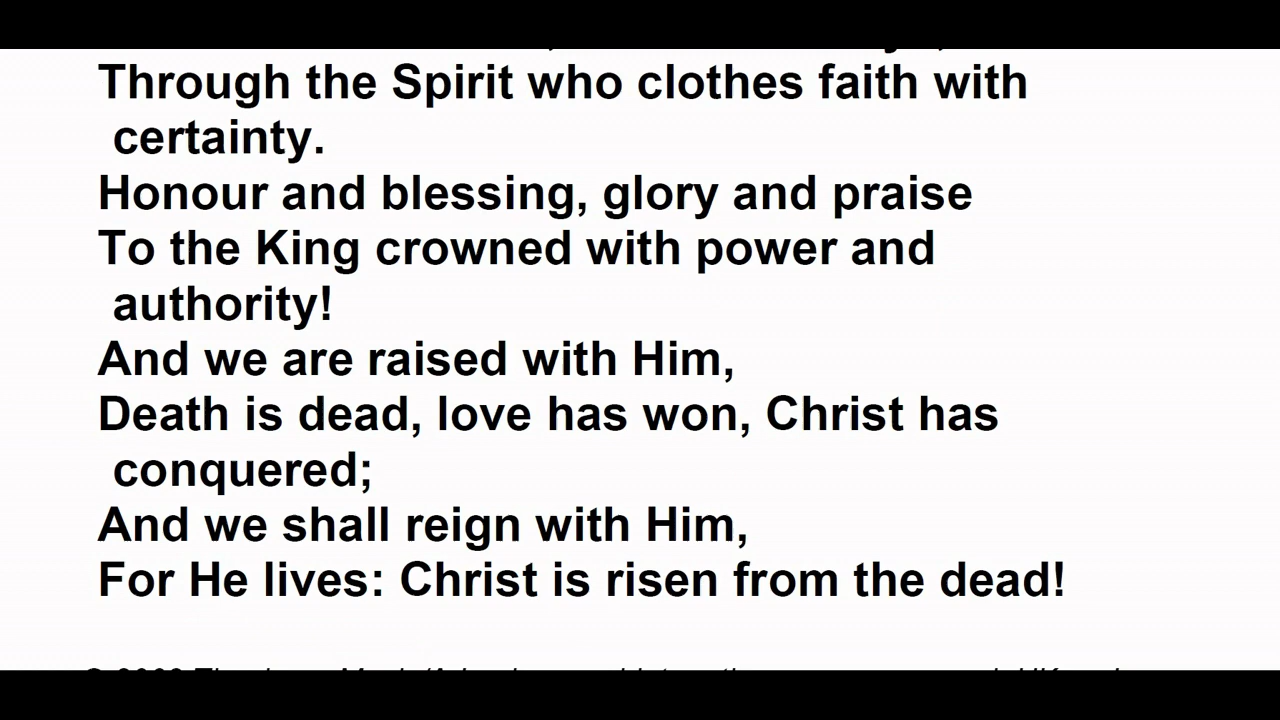 Through the Spirit who clothes faith with
certainty.
Honour and blessing, glory and praise
To the King crowned with power and
authority!
And we are raised with Him,
Death is dead, love has won, Christ has
conquered;
And we shall reign with Him,
For He lives: Christ is risen from the dead!